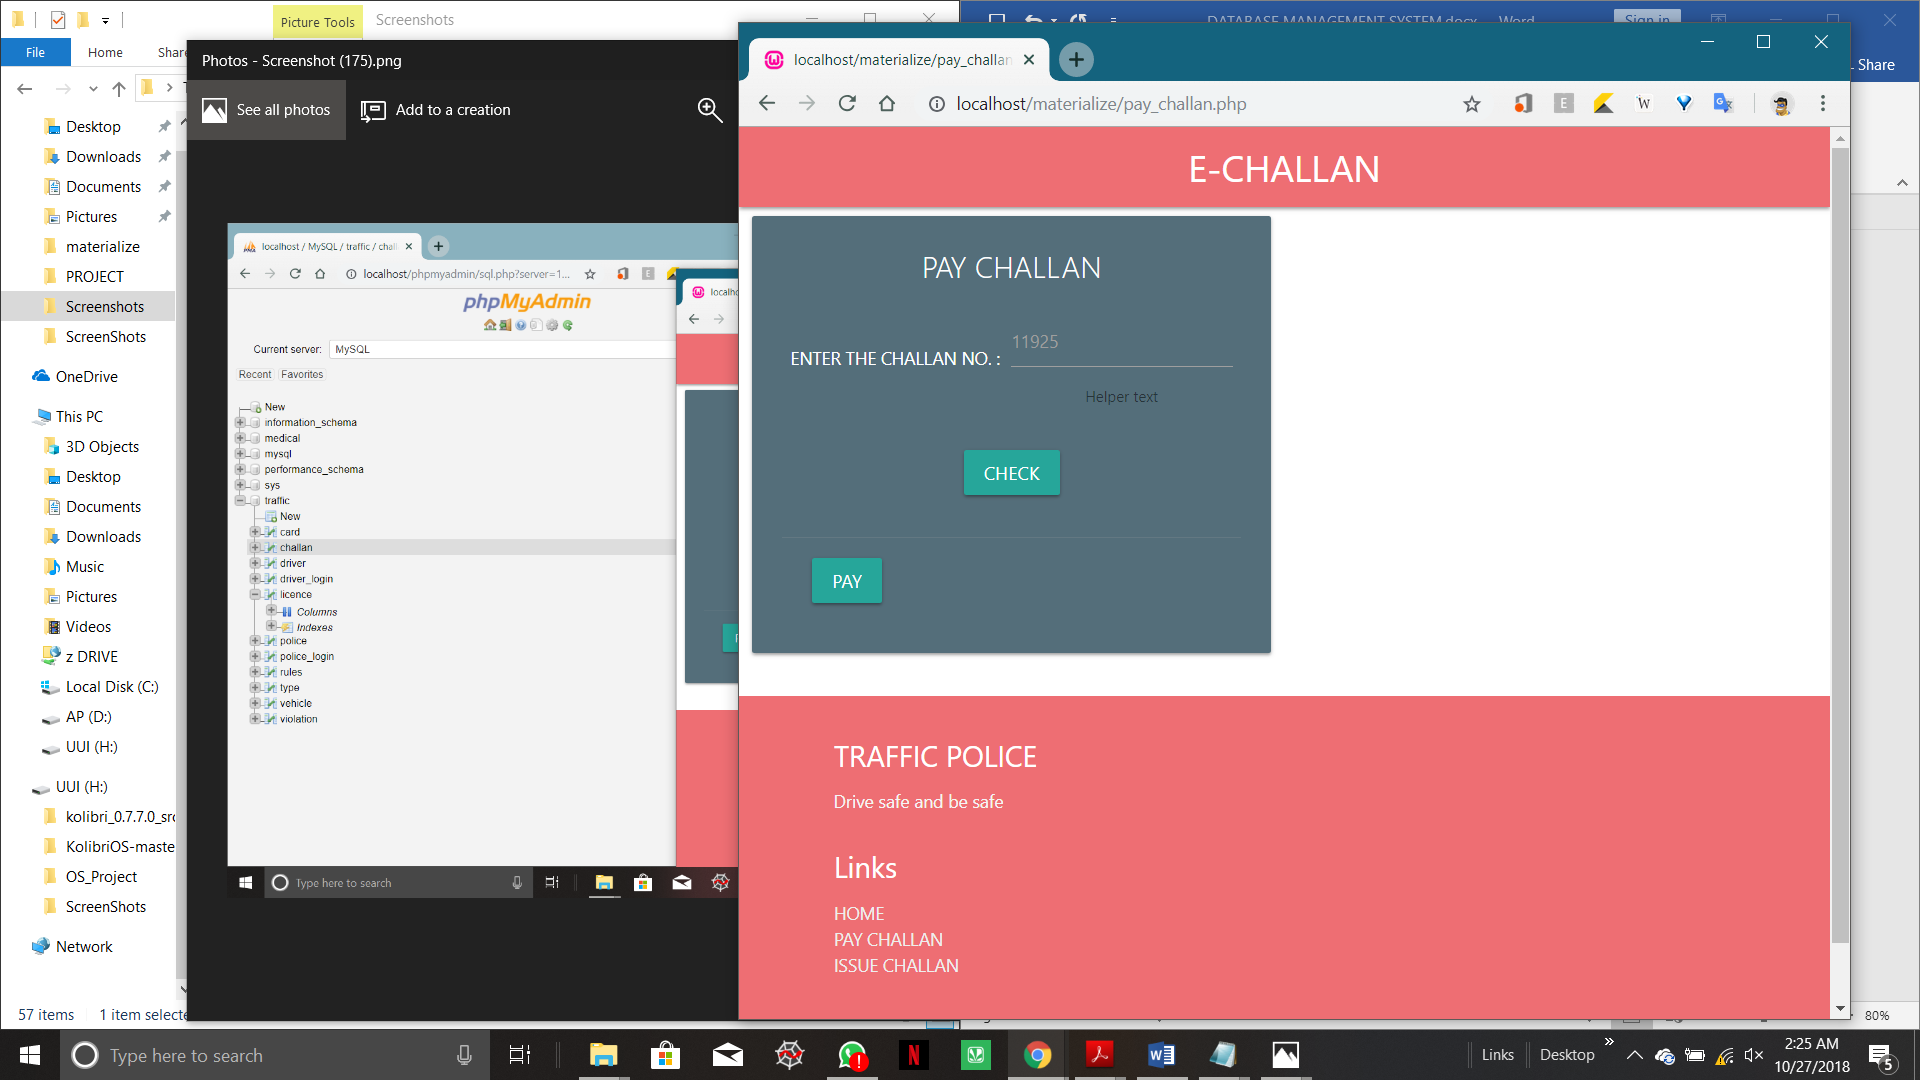 Picture Tools
Screenshots
File
Home
Share
Desktop
Downloads
Documents
Pictures
materialize
PROJECT
Screenshots
ScreenShots
OneDrive
This PC
3D Objects
Desktop
Documents
Downloads
Music
Pictures
Videos
z DRIVE
Local Disk (C:)
AP (D:)
UUI (H:)
UUI (H:)
kolibri_0.7.7.0_src
KolibriOS-maste
OS_Project
ScreenShots
Network
57 items
1 item selecte
Photos - Screenshot (175).png
See all photos
Add to a creation
localhost / MySQL / traffic / chall
localhost/phpmyadmin/sql.php?server=1...
phpMyAdmin
Current server:
MySQL
Recent
Favorites
New
information_schema
medical
mysql
performance_schema
sys
traffic
New
card
challan
driver
driver_login
licence
Columns
Indexes
police
police_login
rules
type
vehicle
violation
Type here to search
DATABASE MANAGEMENT SYSTEM.docx - Word
Sign in
Share
localhost/materialize/pay_challan
localhost/materialize/pay_challan.php
E-CHALLAN
PAY CHALLAN
ENTER THE CHALLAN NO. :
11925
Helper text
CHECK
PAY
TRAFFIC POLICE
Drive safe and be safe
Links
HOME
PAY CHALLAN
ISSUE CHALLAN
80%
Type here to search
Links
Desktop
2:25 AM
10/27/2018
5